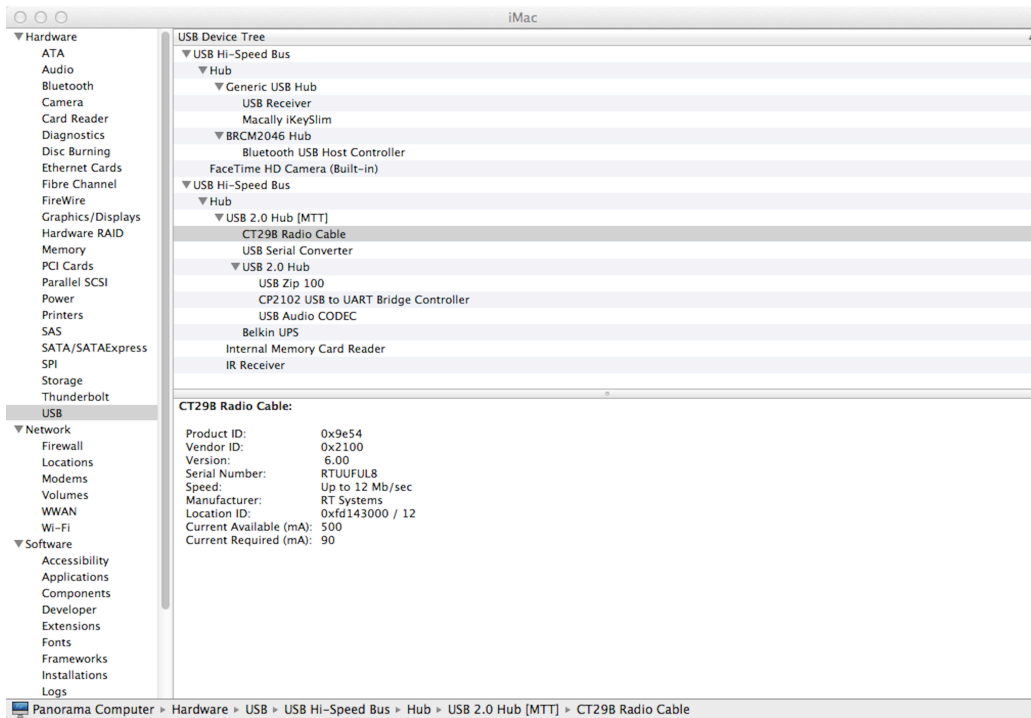 iMac
Hardware
ATA
Audio
Bluetooth
Camera
Card Reader
Diagnostics
Disc Burning
Ethernet Cards
Fibre Channel
FireWire
Graphics/Displays
Hardware RAID
Memory
PCI Cards
Parallel SCSI
Power
Printers
SAS
SATA/SATAExpress
SPI
Storage
Thunderbolt
USB
Network
Firewall
Locations
Modems
Volumes
WWAN
Wi-Fi
Software
Accessibility
Applications
Components
Developer
Extensions
Fonts
Frameworks
Installations
Logs
USB Device Tree
USB Hi-Speed Bus
Hub
Generic USB Hub
USB Receiver
Macally iKeySlim
BRCM2046 Hub
Bluetooth USB Host Controller
FaceTime HD Camera (Built-in)
USB Hi-Speed Bus
Hub
USB 2.0 Hub [MTT]
CT29B Radio Cable
USB Serial Converter
USB 2.0 Hub
USB Zip 100
CP2102 USB to UART Bridge Controller
USB Audio CODEC
Belkin UPS
Internal Memory Card Reader
IR Receiver
CT29B Radio Cable:
Product ID: 0x9e54
Vendor ID: 0x2100
Version: 6.00
Serial Number: RTUUFUL8
Speed: Up to 12 Mb/sec
Manufacturer: RT Systems
Location ID: 0xfd143000 / 12
Current Available (mA): 500
Current Required (mA): 90
Panorama Computer ▸ Hardware ▸ USB ▸ USB Hi-Speed Bus ▸ Hub ▸ USB 2.0 Hub [MTT] ▸ CT29B Radio Cable